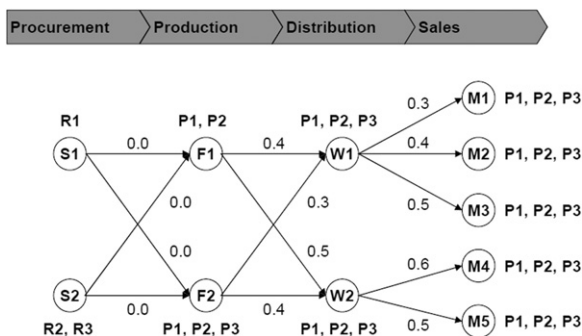 Procurement Production Distribution Sales
R1 P1, P2 P1, P2, P3
S1 0.0 F1 0.4 W1
0.3 M1 P1, P2, P3
0.4 M2 P1, P2, P3
0.5 M3 P1, P2, P3
0.0 0.3
0.0 0.5
S2 0.0 F2 0.4 W2
0.6 M4 P1, P2, P3
0.5 M5 P1, P2, P3
R2, R3 P1, P2, P3 P1, P2, P3